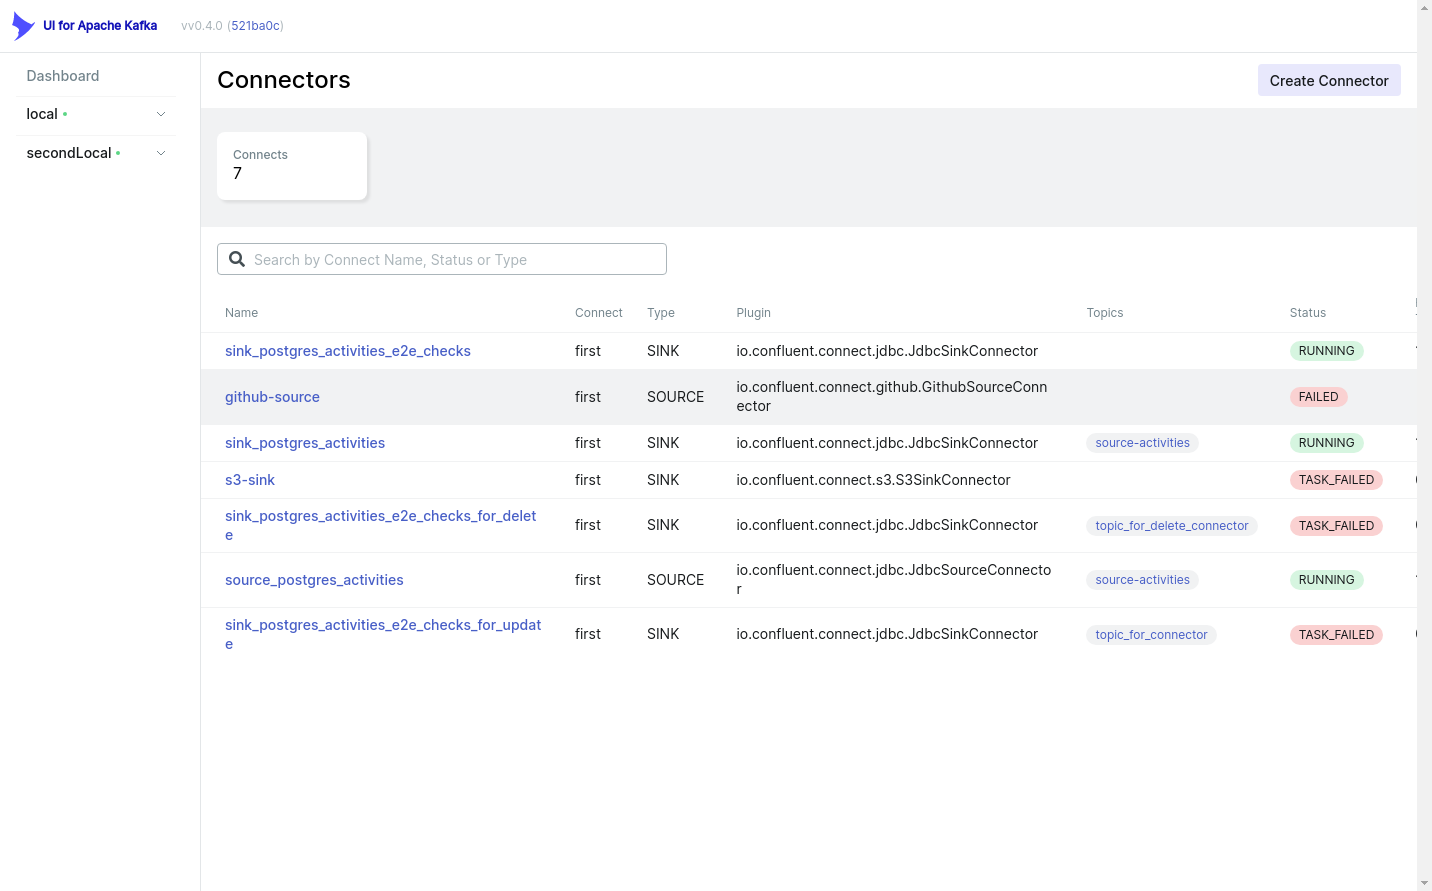 UI for Apache Kafka vv0.4.0 (521ba0c)
Dashboard
local
secondLocal
Connectors
Create Connector
Connects
7
Search by Connect Name, Status or Type
Name Connect Type Plugin Topics Status
sink_postgres_activities_e2e_checks first SINK io.confluent.connect.jdbc.JdbcSinkConnector RUNNING
github-source first SOURCE io.confluent.connect.github.GithubSourceConn
ector FAILED
sink_postgres_activities first SINK io.confluent.connect.jdbc.JdbcSinkConnector source-activities RUNNING
s3-sink first SINK io.confluent.connect.s3.S3SinkConnector TASK_FAILED
sink_postgres_activities_e2e_checks_for_delet
e first SINK io.confluent.connect.jdbc.JdbcSinkConnector topic_for_delete_connector TASK_FAILED
source_postgres_activities first SOURCE io.confluent.connect.jdbc.JdbcSourceConnecto
r source-activities RUNNING
sink_postgres_activities_e2e_checks_for_updat
e first SINK io.confluent.connect.jdbc.JdbcSinkConnector topic_for_connector TASK_FAILED